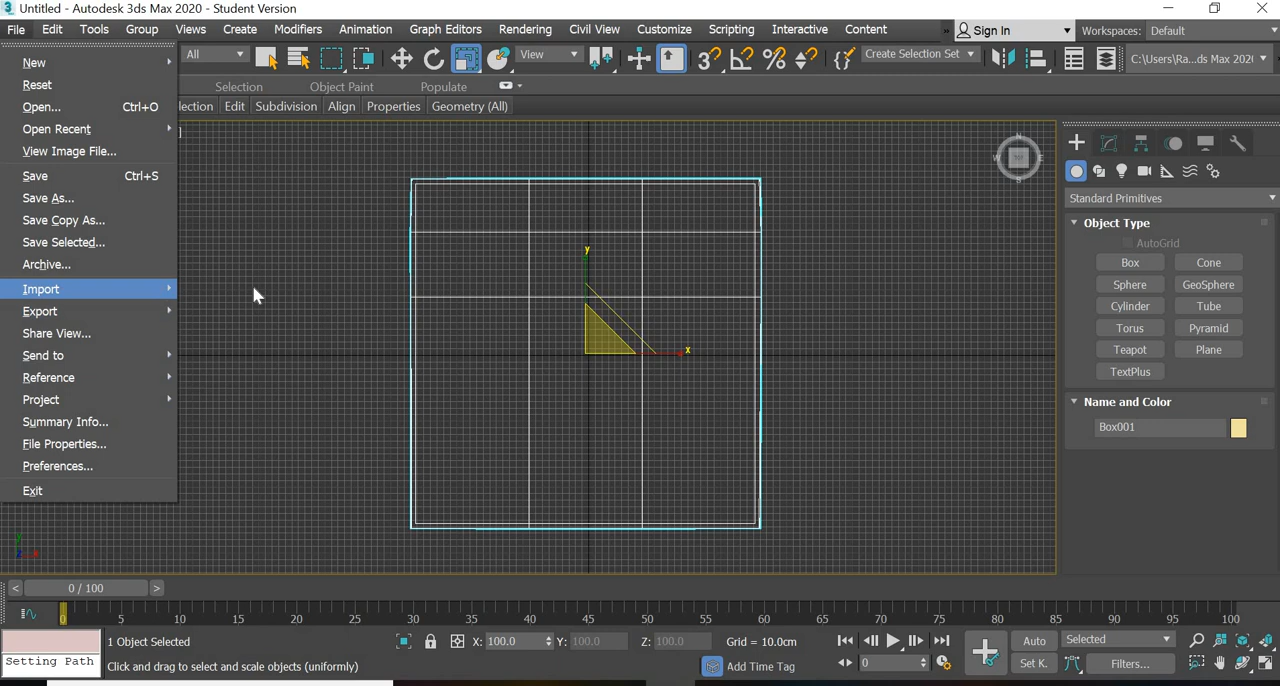 Untitled - Autodesk 3ds Max 2020 - Student Version
File Edit Tools Group Views Create Selection Modifiers Animation Graph Editors Rendering Civil View Customize Scripting Interactive Content » Sign In Workspaces: Default
All View Create Selection Set C:\Users\Ra...ds Max 202(
Selection Object Paint Populate
lection Edit Subdivision Align Properties Geometry (All)
New
Reset
Open... Ctrl+O
Open Recent
View Image File...
Save Ctrl+S
Save As...
Save Copy As...
Save Selected...
Archive...
Import
Export
Share View...
Send to
Reference
Project
Summary Info...
File Properties...
Preferences...
Exit
]
N
W TOP E
S
y
x
y
z x
Standard Primitives
Object Type
AutoGrid
Box Cone
Sphere GeoSphere
Cylinder Tube
Torus Pyramid
Teapot Plane
TextPlus
Name and Color
Box001
< 0 / 100 >
0 5 10 15 20 25 30 35 40 45 50 55 60 65 70 75 80 85 90 95 100
1 Object Selected X: 100.0 Y: 100.0 Z: 100.0 Grid = 10.0cm Auto Selected
Setting Path Click and drag to select and scale objects (uniformly) Add Time Tag 0 Set K. Filters...